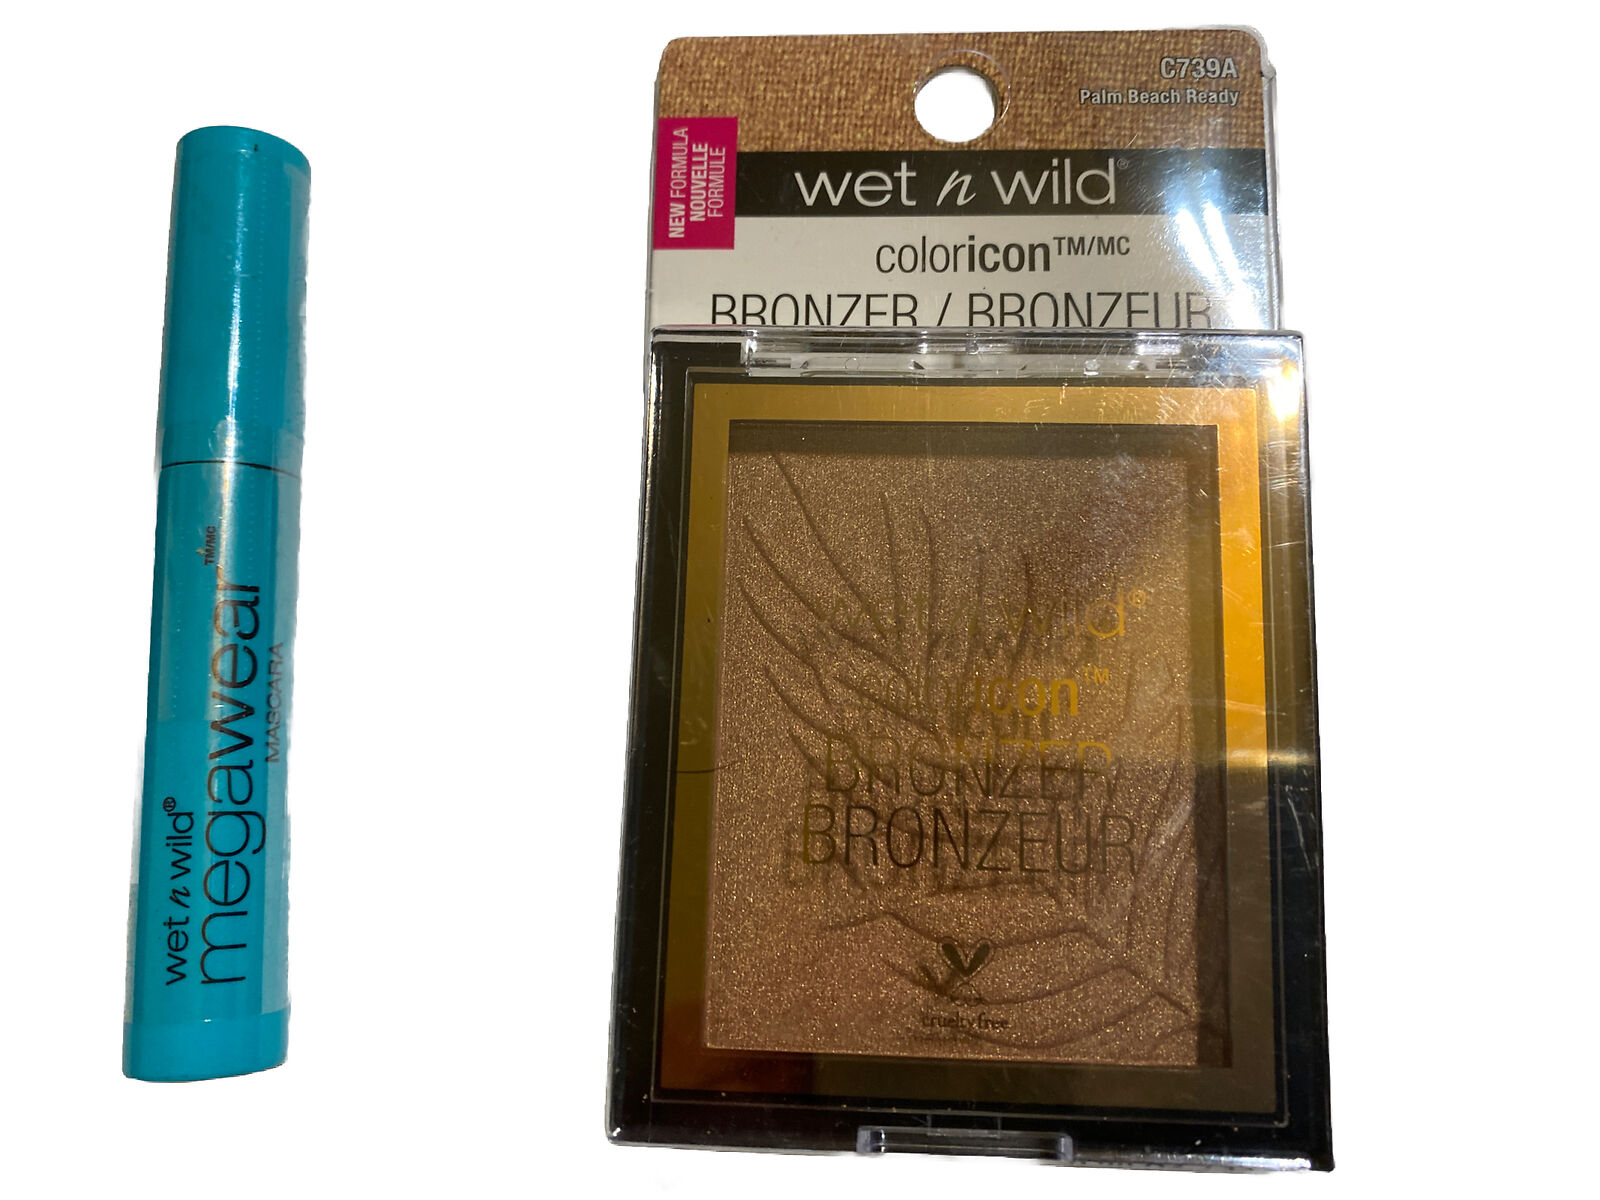 wet n wild®
megawear™/MC
MASCARA
C739A
Palm Beach Ready
NEW FORMULA
NOUVELLE
FORMULE
wet n wild®
coloricon™/MC
BRONZER / BRONZEUR
wet n wild®
coloricon™
BRONZER
BRONZEUR
cruelty free